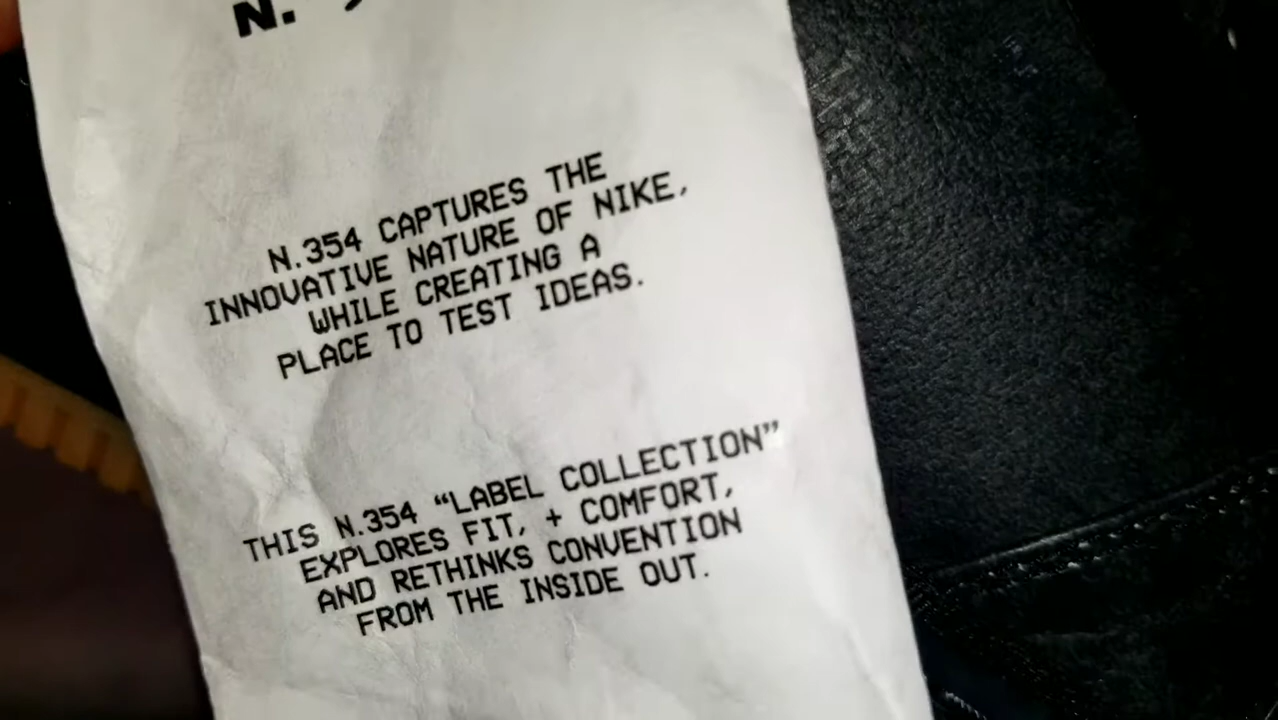 N.
N.354 CAPTURES THE
INNOVATIVE NATURE OF NIKE,
WHILE CREATING A
PLACE TO TEST IDEAS.
THIS N.354 “LABEL COLLECTION”
EXPLORES FIT, + COMFORT,
AND RETHINKS CONVENTION
FROM THE INSIDE OUT.